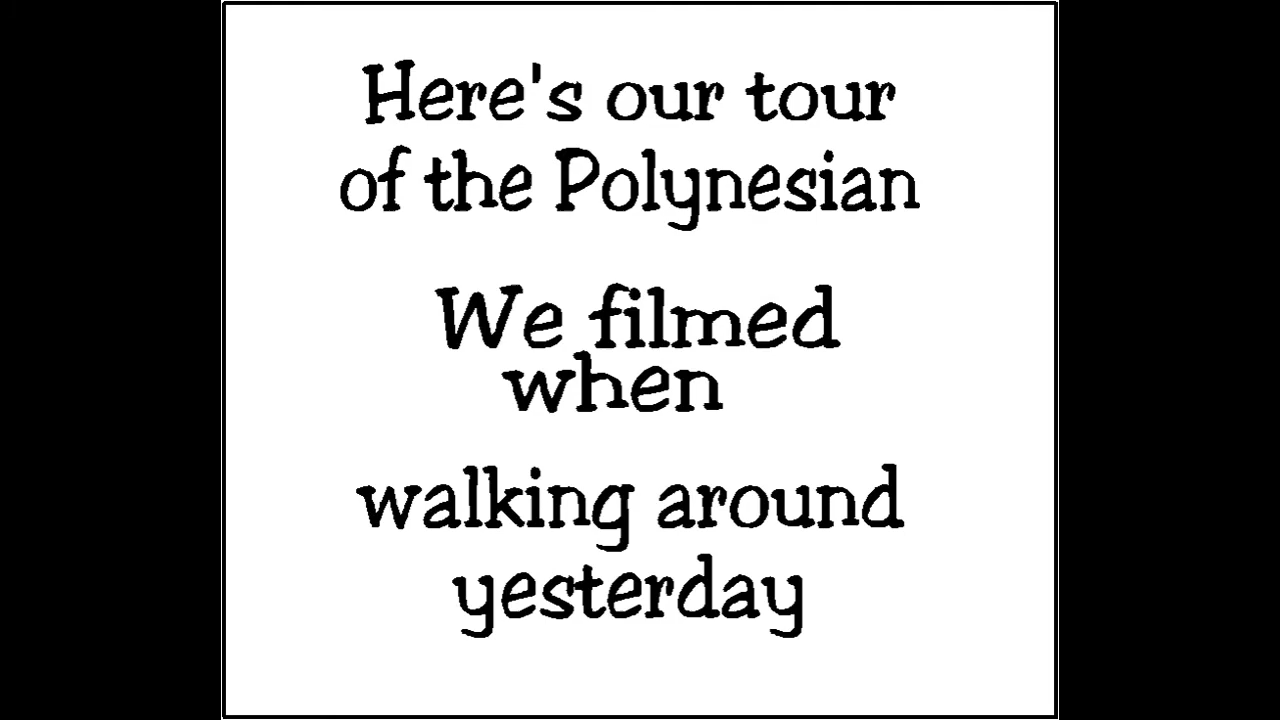 Here's our tour
of the Polynesian
We filmed
when
walking around
yesterday